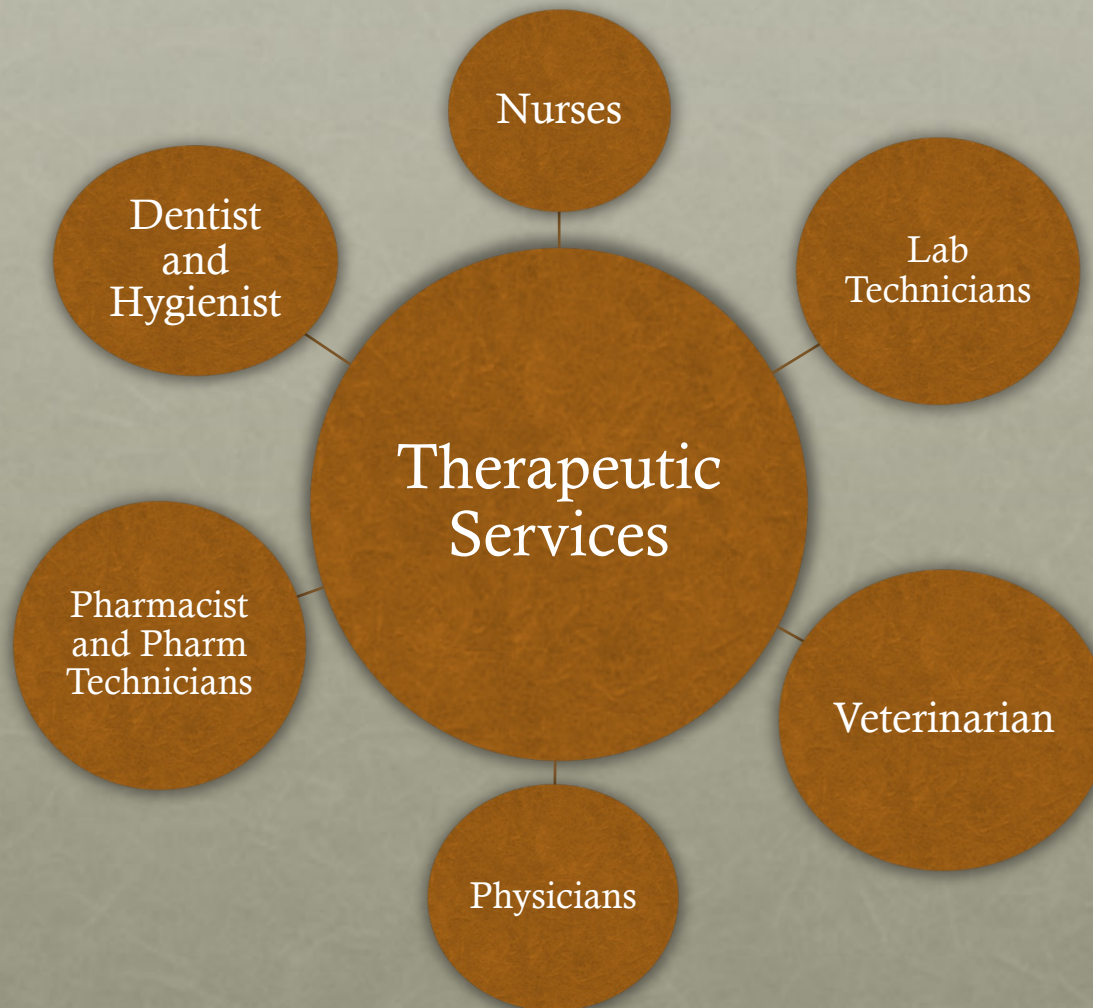 Nurses
Dentist
and
Hygienist
Lab
Technicians
Therapeutic
Services
Pharmacist
and Pharm
Technicians
Veterinarian
Physicians